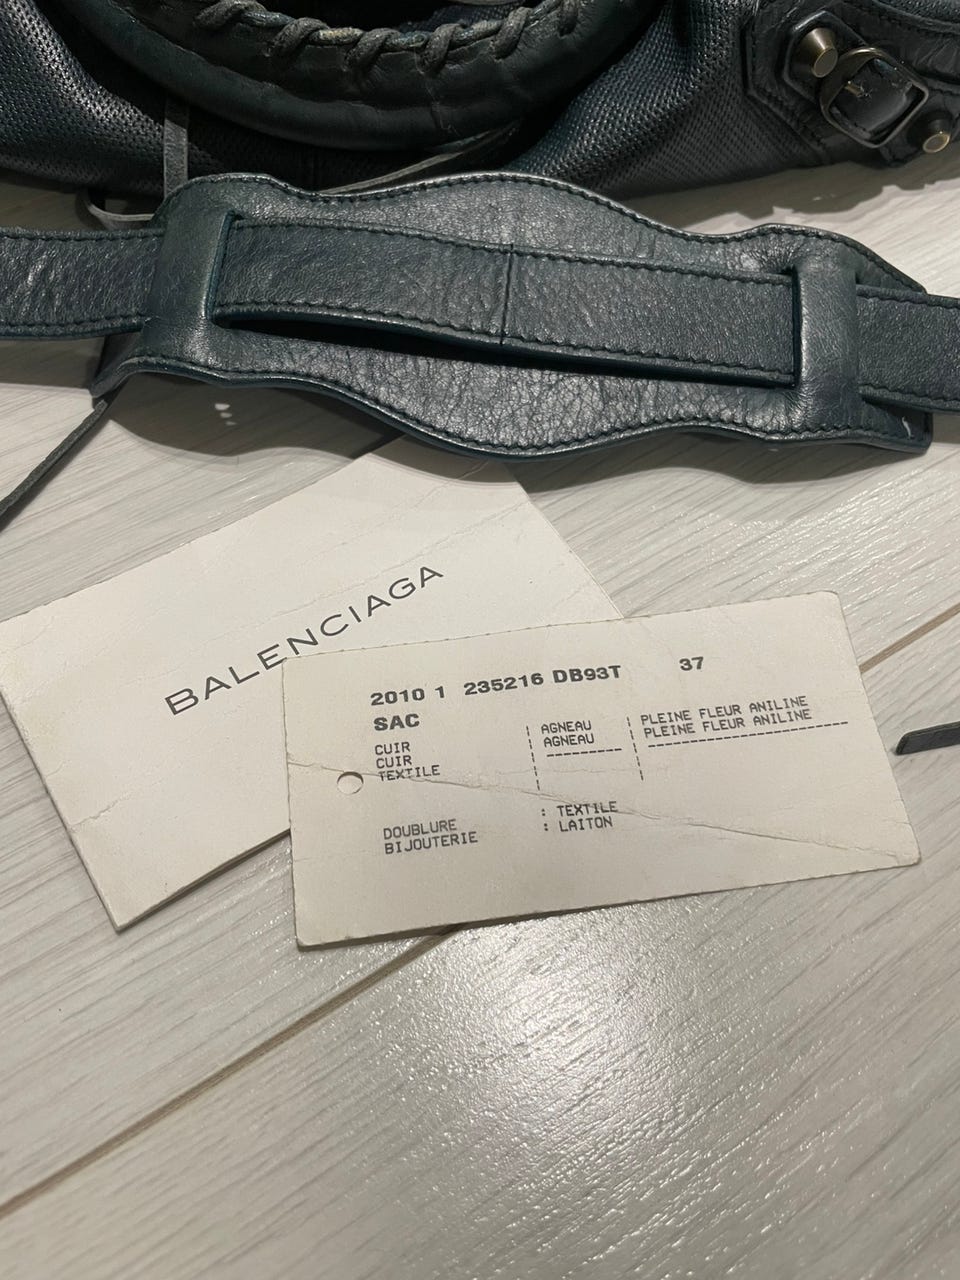 BALENCIAGA
2010 1 235216 DB93T 37
SAC
CUIR AGNEAU PLEINE FLEUR ANILINE
CUIR AGNEAU PLEINE FLEUR ANILINE
TEXTILE
DOUBLURE : TEXTILE
BIJOUTERIE : LAITON